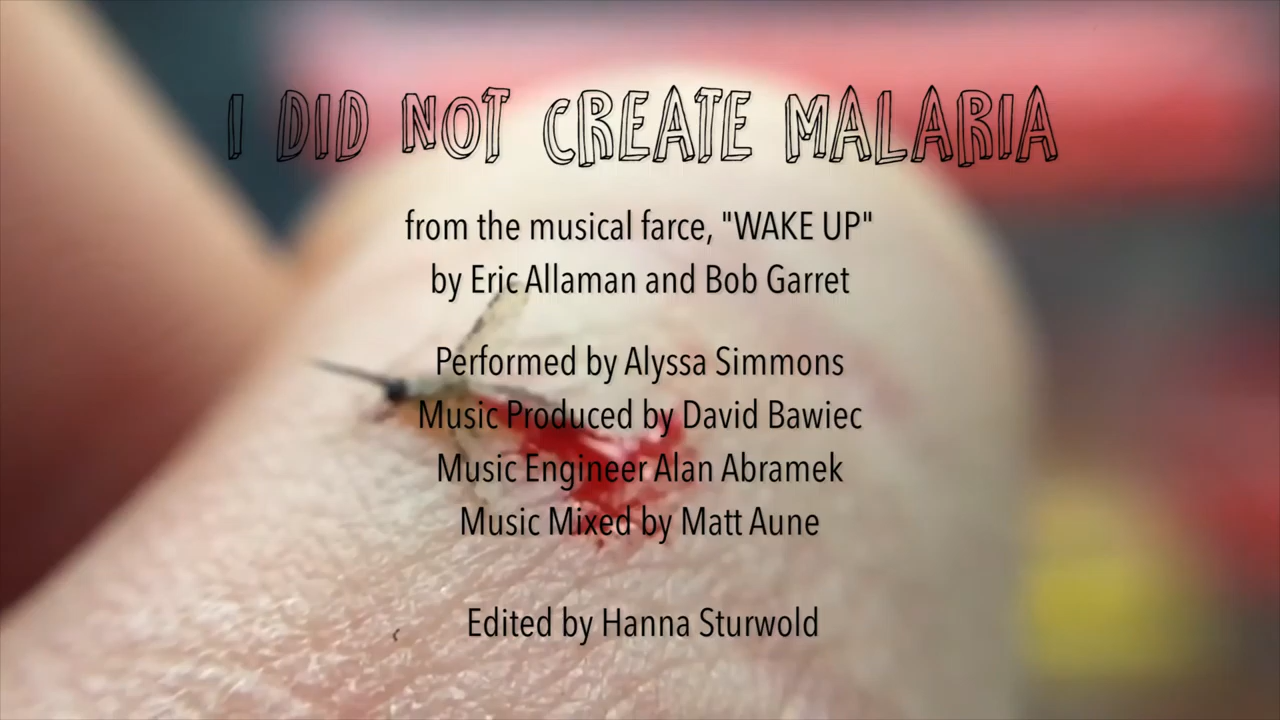 I DID NOT CREATE MALARIA
from the musical farce, "WAKE UP"
by Eric Allaman and Bob Garret
Performed by Alyssa Simmons
Music Produced by David Bawiec
Music Engineer Alan Abramek
Music Mixed by Matt Aune
Edited by Hanna Sturwold